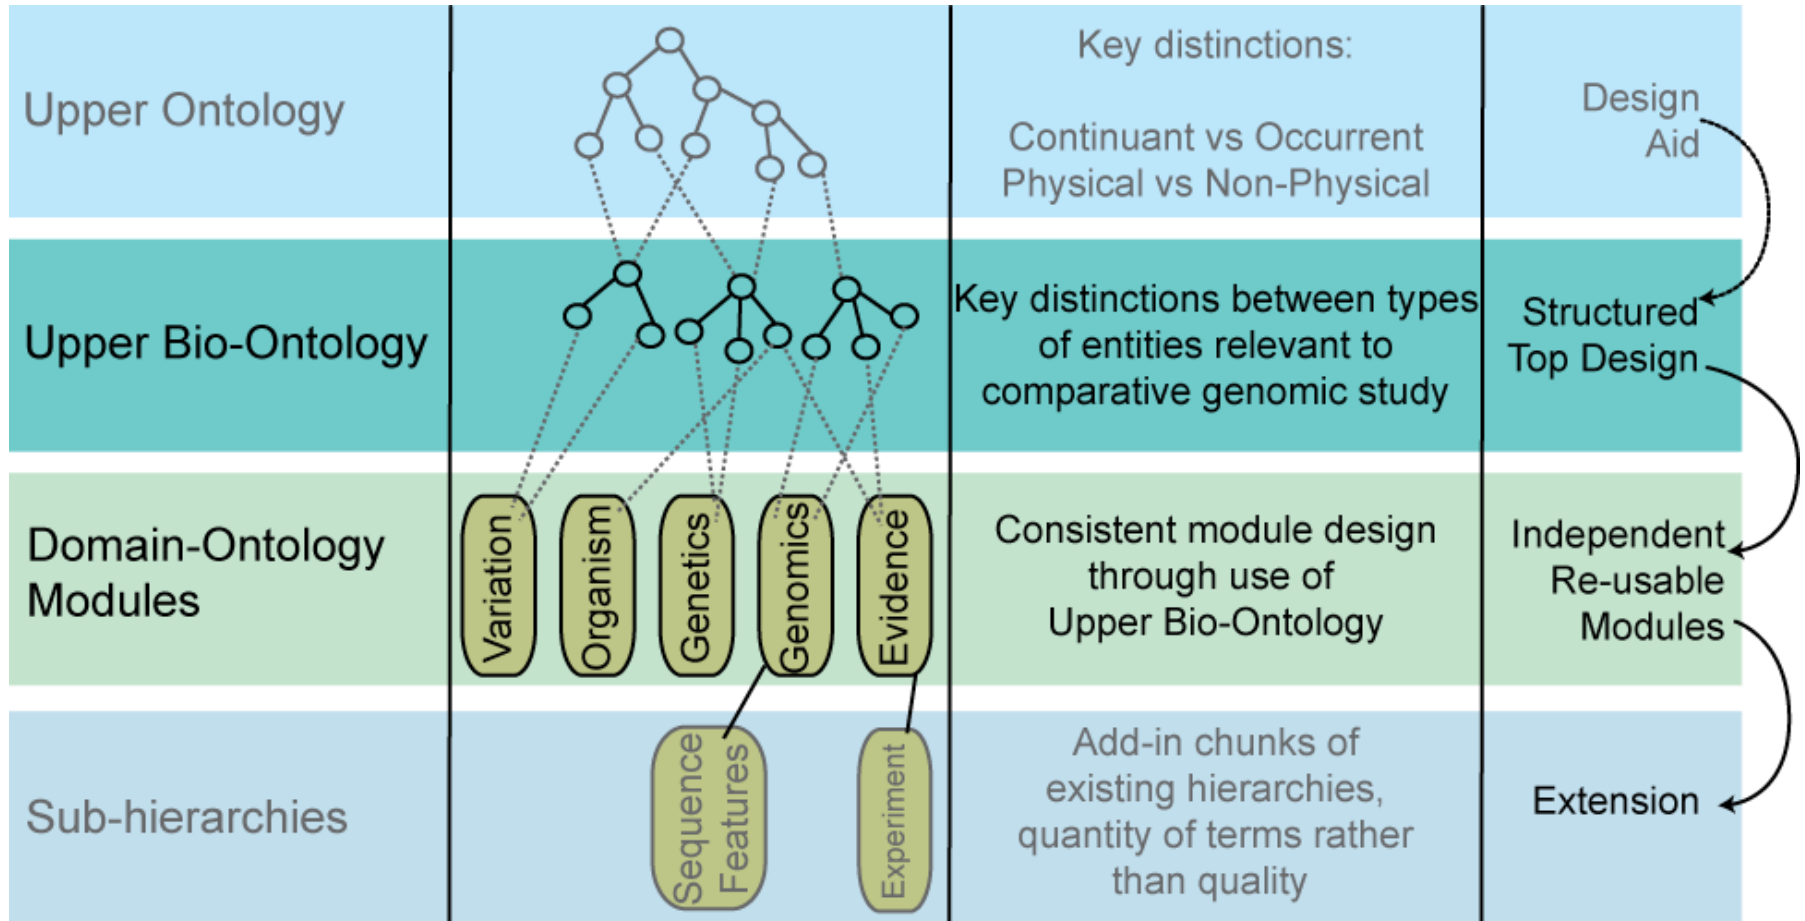 Upper Ontology
Key distinctions:
Continuant vs Occurrent
Physical vs Non-Physical
Design
Aid
Upper Bio-Ontology
Key distinctions between types
of entities relevant to
comparative genomic study
Structured
Top Design
Domain-Ontology
Modules
Variation
Organism
Genetics
Genomics
Evidence
Consistent module design
through use of
Upper Bio-Ontology
Independent
Re-usable
Modules
Sub-hierarchies
Sequence
Features
Experiment
Add-in chunks of
existing hierarchies,
quantity of terms rather
than quality
Extension